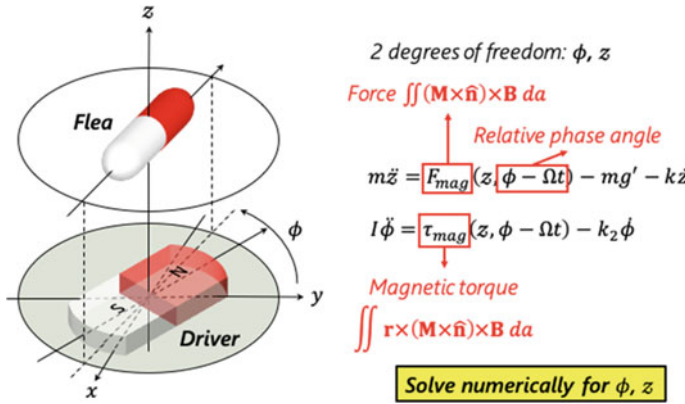 z
Flea
ϕ
N
S
y
Driver
x
2 degrees of freedom: ϕ, z
Force ∬(M×n̂)×B da
Relative phase angle
mz̈ = F_mag(z, ϕ − Ωt) − mg′ − kż
Iϕ̈ = τ_mag(z, ϕ − Ωt) − k₂ϕ̇
Magnetic torque
∬ r×(M×n̂)×B da
Solve numerically for ϕ, z